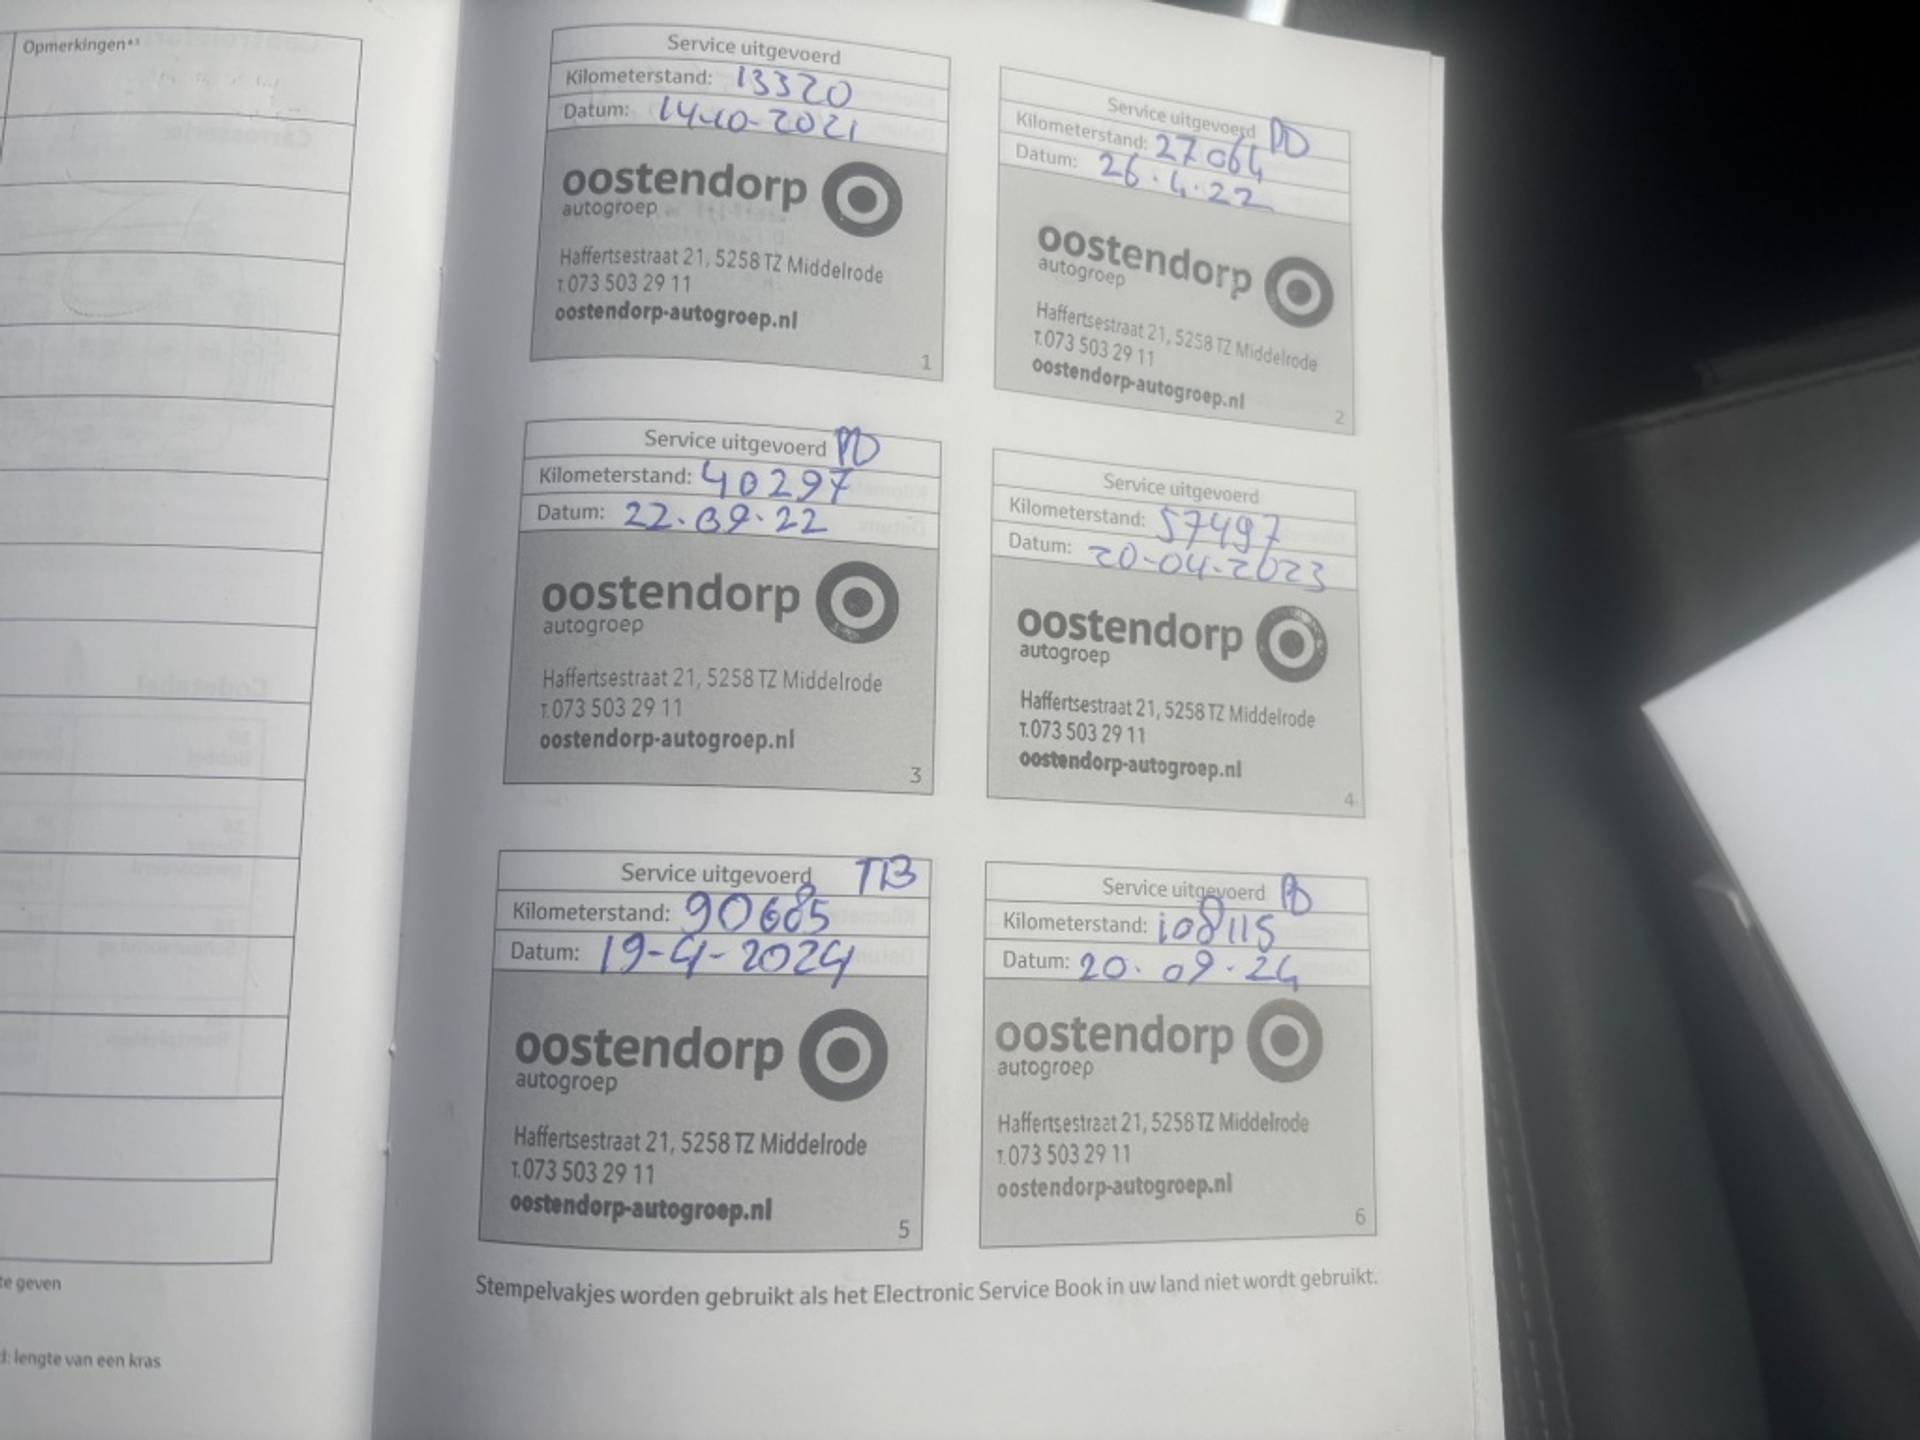 Opmerkingen*³
te geven
d: lengte van een kras
Service uitgevoerd
Kilometerstand: 13320
Datum: 14-10-2021
oostendorp
autogroep
Haffertsestraat 21, 5258 TZ Middelrode
T.073 503 29 11
oostendorp-autogroep.nl
1
Service uitgevoerd PD
Kilometerstand: 27064
Datum: 26.4.22
oostendorp
autogroep
Haffertsestraat 21, 5258 TZ Middelrode
T.073 503 29 11
oostendorp-autogroep.nl
2
Service uitgevoerd PD
Kilometerstand: 40297
Datum: 22.09.22
oostendorp
autogroep
Haffertsestraat 21, 5258 TZ Middelrode
T.073 503 29 11
oostendorp-autogroep.nl
3
Service uitgevoerd
Kilometerstand: 57497
Datum: 20-04-2023
oostendorp
autogroep
Haffertsestraat 21, 5258 TZ Middelrode
T.073 503 29 11
oostendorp-autogroep.nl
4
Service uitgevoerd TB
Kilometerstand: 90685
Datum: 19-4-2024
oostendorp
autogroep
Haffertsestraat 21, 5258 TZ Middelrode
T.073 503 29 11
oostendorp-autogroep.nl
5
Service uitgevoerd PD
Kilometerstand: 108115
Datum: 20.09.24
oostendorp
autogroep
Haffertsestraat 21, 5258 TZ Middelrode
T.073 503 29 11
oostendorp-autogroep.nl
6
Stempelvakjes worden gebruikt als het Electronic Service Book in uw land niet wordt gebruikt.